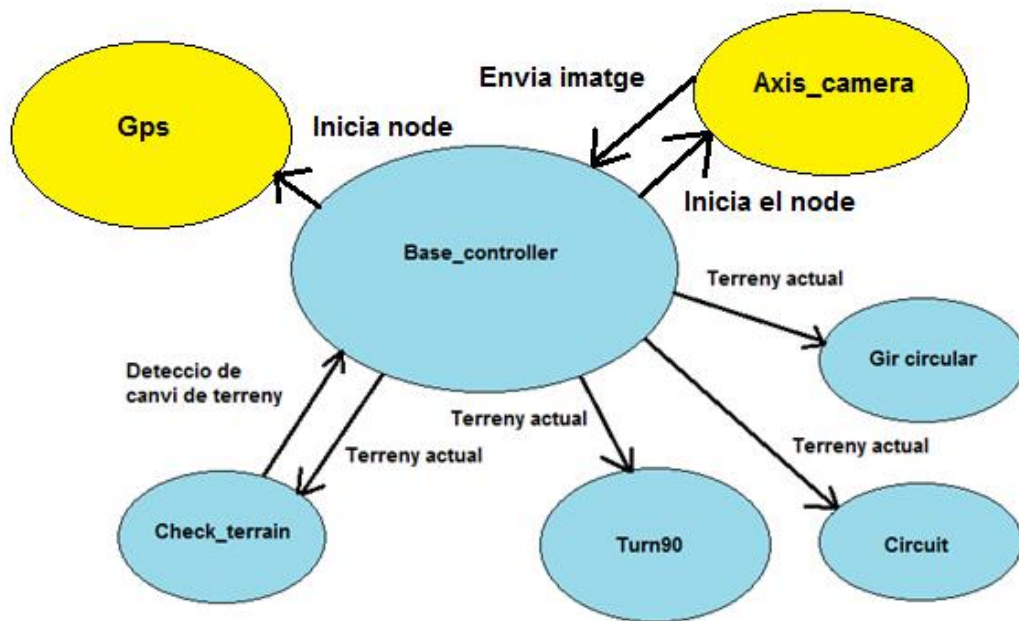 Envia imatge
Axis_camera
Gps
Inicia node
Inicia el node
Base_controller
Terreny actual
Gir circular
Deteccio de
canvi de terreny
Terreny actual
Terreny actual
Terreny actual
Check_terrain
Turn90
Circuit